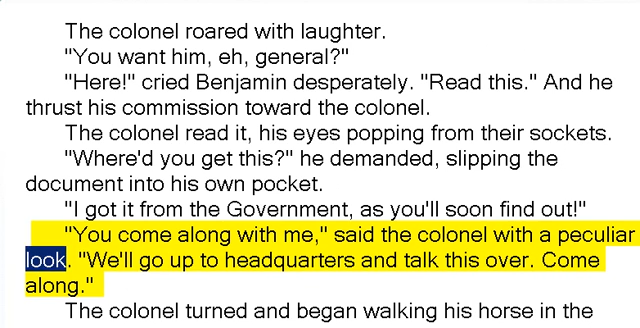 The colonel roared with laughter.
"You want him, eh, general?"
"Here!" cried Benjamin desperately. "Read this." And he
thrust his commission toward the colonel.
The colonel read it, his eyes popping from their sockets.
"Where'd you get this?" he demanded, slipping the
document into his own pocket.
"I got it from the Government, as you'll soon find out!"
"You come along with me," said the colonel with a peculiar
look. "We'll go up to headquarters and talk this over. Come
along."
The colonel turned and began walking his horse in the